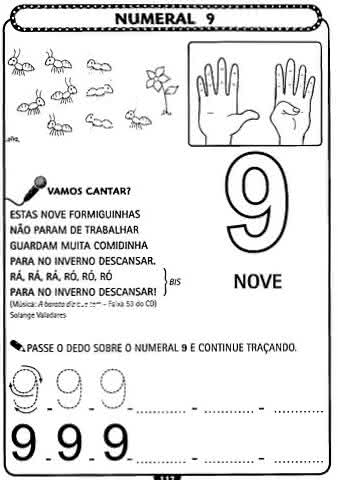 NUMERAL 9
VAMOS CANTAR?
ESTAS NOVE FORMIGUINHAS
NÃO PARAM DE TRABALHAR
GUARDAM MUITA COMIDINHA
PARA NO INVERNO DESCANSAR.
RÁ, RÁ, RÁ, RÓ, RÓ, RÓ
PARA NO INVERNO DESCANSAR!
BIS
(Música: A barata diz que tem – Faixa 53 do CD)
Solange Valadares
9
NOVE
PASSE O DEDO SOBRE O NUMERAL 9 E CONTINUE TRAÇANDO.
9 - 9 - 9 - - -
9 - 9 - 9 - - -